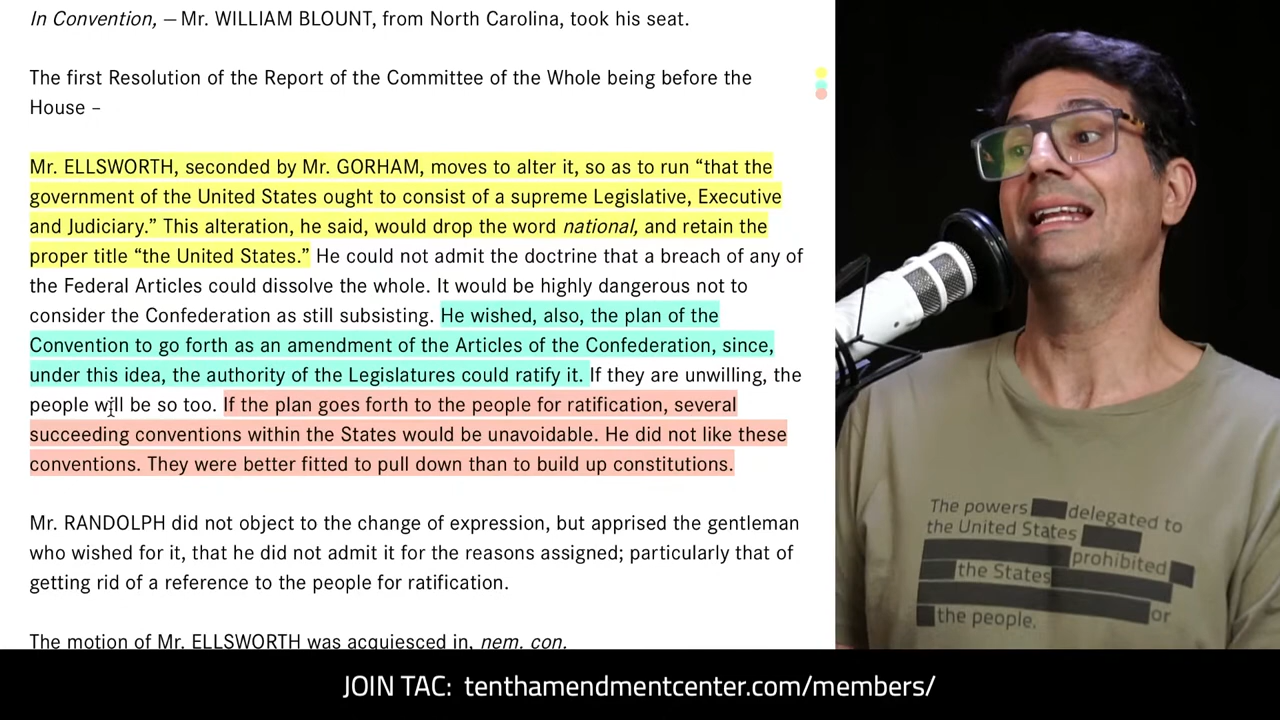 In Convention, — Mr. WILLIAM BLOUNT, from North Carolina, took his seat.
The first Resolution of the Report of the Committee of the Whole being before the
House –
Mr. ELLSWORTH, seconded by Mr. GORHAM, moves to alter it, so as to run “that the
government of the United States ought to consist of a supreme Legislative, Executive
and Judiciary.” This alteration, he said, would drop the word national, and retain the
proper title “the United States.” He could not admit the doctrine that a breach of any of
the Federal Articles could dissolve the whole. It would be highly dangerous not to
consider the Confederation as still subsisting. He wished, also, the plan of the
Convention to go forth as an amendment of the Articles of the Confederation, since,
under this idea, the authority of the Legislatures could ratify it. If they are unwilling, the
people will be so too. If the plan goes forth to the people for ratification, several
succeeding conventions within the States would be unavoidable. He did not like these
conventions. They were better fitted to pull down than to build up constitutions.
Mr. RANDOLPH did not object to the change of expression, but apprised the gentleman
who wished for it, that he did not admit it for the reasons assigned; particularly that of
getting rid of a reference to the people for ratification.
The motion of Mr. ELLSWORTH was acquiesced in, nem. con.
The powers delegated to
the United States
prohibited
the States
or
the people.
JOIN TAC: tenthamendmentcenter.com/members/